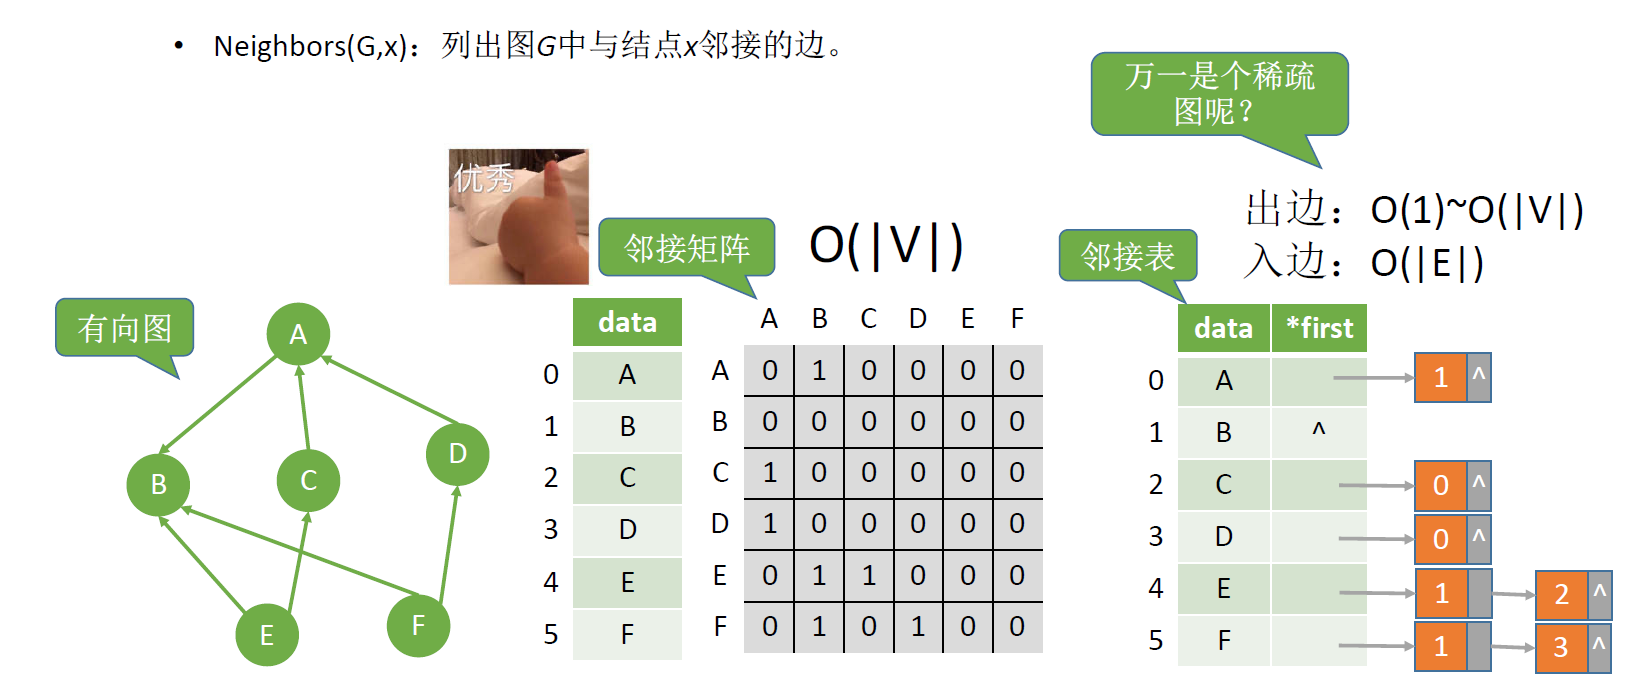 • Neighbors(G,x)：列出图G中与结点x邻接的边。
万一是个稀疏
图呢？
优秀
出边：O(1)~O(|V|)
入边：O(|E|)
邻接矩阵
O(|V|)
邻接表
有向图
A
B
C
D
E
F
data
0 A
1 B
2 C
3 D
4 E
5 F
A B C D E F
A 0 1 0 0 0 0
B 0 0 0 0 0 0
C 1 0 0 0 0 0
D 1 0 0 0 0 0
E 0 1 1 0 0 0
F 0 1 0 1 0 0
data *first
0 A 1 ^
1 B ^
2 C 0 ^
3 D 0 ^
4 E 1 2 ^
5 F 1 3 ^